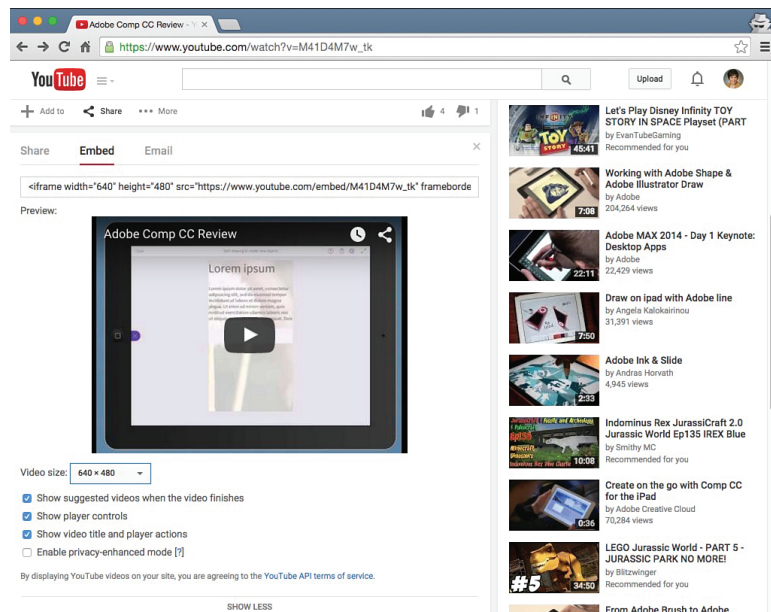 Adobe Comp CC Review - Y
https://www.youtube.com/watch?v=M41D4M7w_tk
YouTube
Upload
Add to Share More 4 1
Share Embed Email
<iframe width="640" height="480" src="https://www.youtube.com/embed/M41D4M7w_tk" frameborde
Preview:
Adobe Comp CC Review
Lorem ipsum
Video size: 640 × 480
Show suggested videos when the video finishes
Show player controls
Show video title and player actions
Enable privacy-enhanced mode [?]
By displaying YouTube videos on your site, you are agreeing to the YouTube API terms of service.
SHOW LESS
TOY
STORY
45:41
Let's Play Disney Infinity TOY
STORY IN SPACE Playset (PART
by EvanTubeGaming
Recommended for you
7:08
Working with Adobe Shape &
Adobe Illustrator Draw
by Adobe
204,264 views
22:11
Adobe MAX 2014 - Day 1 Keynote:
Desktop Apps
by Adobe
22,429 views
7:50
Draw on ipad with Adobe line
by Angela Kalokairinou
31,391 views
2:33
Adobe Ink & Slide
by Andras Horvath
4,945 views
Ep135
10:08
Indominus Rex JurassiCraft 2.0
Jurassic World Ep135 IREX Blue
by Smithy MC
Recommended for you
0:36
Create on the go with Comp CC
for the iPad
by Adobe Creative Cloud
70,284 views
#5
34:50
LEGO Jurassic World - PART 5 -
JURASSIC PARK NO MORE!
by Blitzwinger
Recommended for you
From Adobe Brush to Adobe